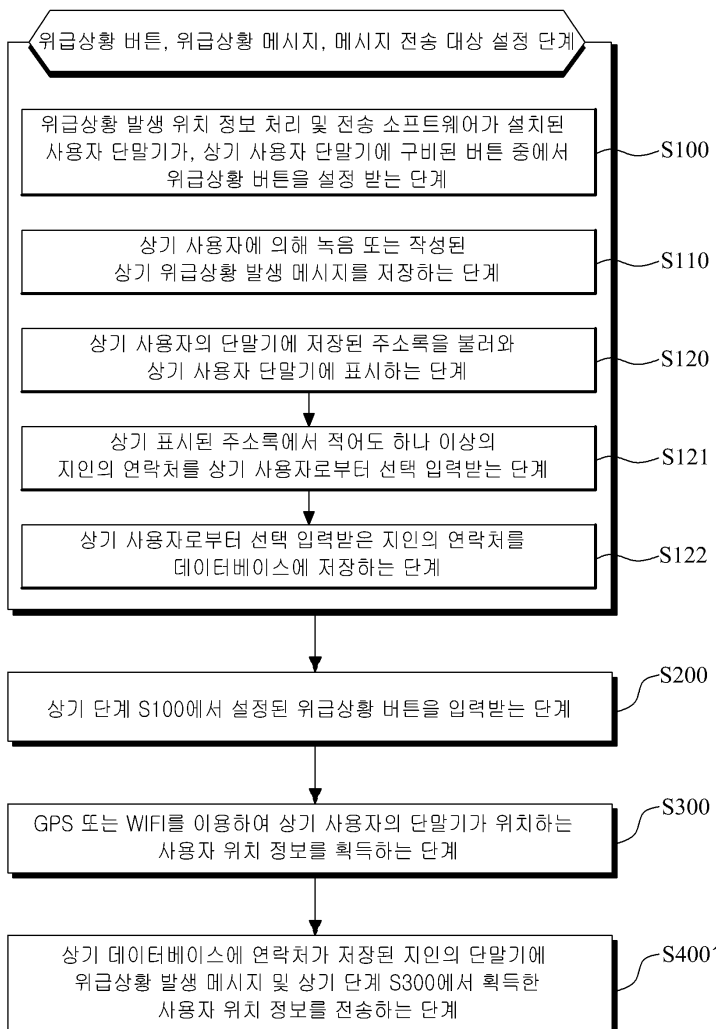 위급상황 버튼, 위급상황 메시지, 메시지 전송 대상 설정 단계
위급상황 발생 위치 정보 처리 및 전송 소프트웨어가 설치된
사용자 단말기가, 상기 사용자 단말기에 구비된 버튼 중에서
위급상황 버튼을 설정 받는 단계
S100
상기 사용자에 의해 녹음 또는 작성된
상기 위급상황 발생 메시지를 저장하는 단계
S110
상기 사용자의 단말기에 저장된 주소록을 불러와
상기 사용자 단말기에 표시하는 단계
S120
상기 표시된 주소록에서 적어도 하나 이상의
지인의 연락처를 상기 사용자로부터 선택 입력받는 단계
S121
상기 사용자로부터 선택 입력받은 지인의 연락처를
데이터베이스에 저장하는 단계
S122
상기 단계 S100에서 설정된 위급상황 버튼을 입력받는 단계
S200
GPS 또는 WIFI를 이용하여 상기 사용자의 단말기가 위치하는
사용자 위치 정보를 획득하는 단계
S300
상기 데이터베이스에 연락처가 저장된 지인의 단말기에
위급상황 발생 메시지 및 상기 단계 S300에서 획득한
사용자 위치 정보를 전송하는 단계
S400'